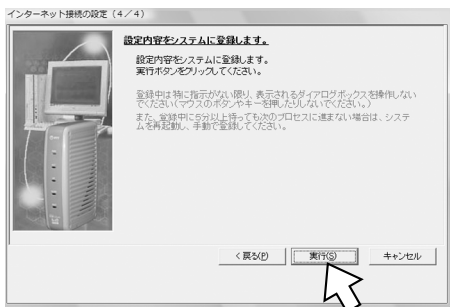 インターネット接続の設定（4／4）
設定内容をシステムに登録します。
設定内容をシステムに登録します。
実行ボタンをクリックしてください。
登録中は特に指示がない限り、表示されるダイアログボックスを操作しない
でください（マウスのボタンやキーを押したりしないでください。）
また、登録中に5分以上待っても次のプロセスに進まない場合は、システ
ムを再起動し、手動で登録してください。
< 戻る(P)
実行(S)
キャンセル